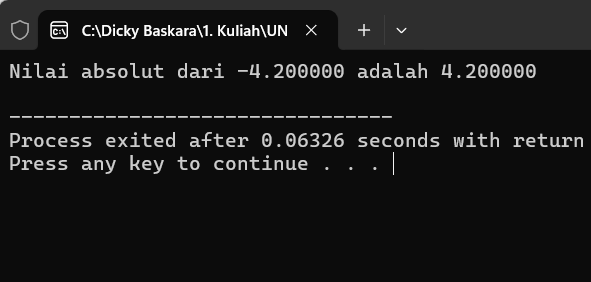 C:\Dicky Baskara\1. Kuliah\UN
Nilai absolut dari -4.200000 adalah 4.200000
--------------------------------
Process exited after 0.06326 seconds with return
Press any key to continue . . .